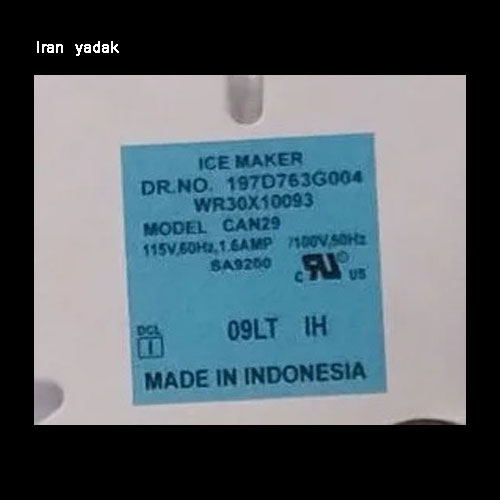 Iran yadak
ICE MAKER
DR.NO. 197D763G004
WR30X10093
MODEL CAN29
115V,60Hz,1.6AMP /100V,50Hz
SA9200
c RU ® US
DCL
I
09LT IH
MADE IN INDONESIA